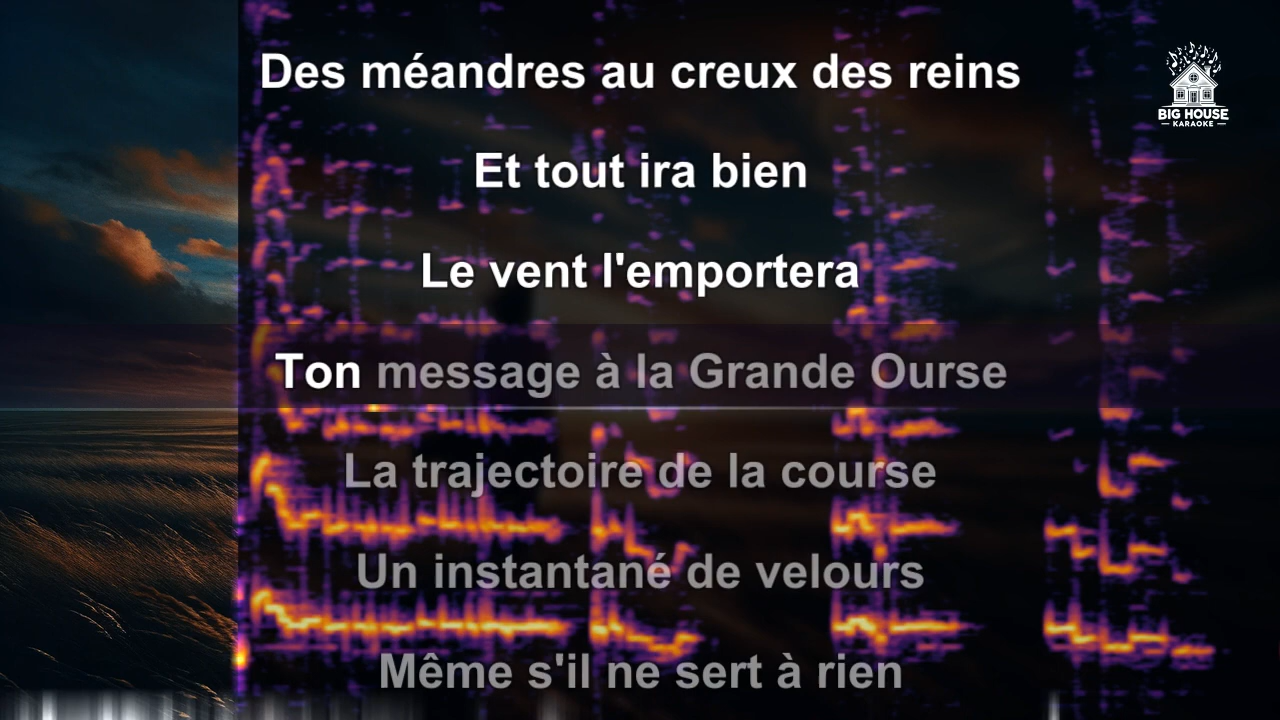 Des méandres au creux des reins
BIG HOUSE
KARAOKE
Et tout ira bien
Le vent l'emportera
Ton message à la Grande Ourse
La trajectoire de la course
Un instantané de velours
Même s'il ne sert à rien